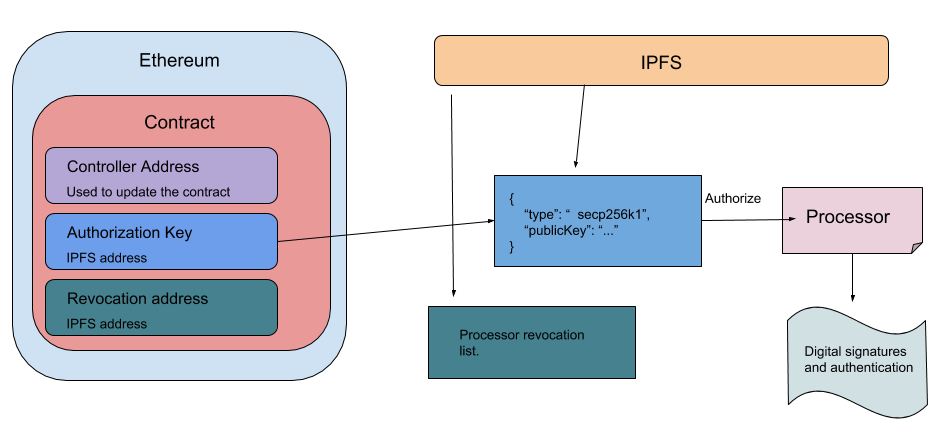 Ethereum
Contract
Controller Address
Used to update the contract
Authorization Key
IPFS address
Revocation address
IPFS address
IPFS
{
“type”: “ secp256k1”,
“publicKey”: “...”
}
Authorize
Processor
Processor revocation
list.
Digital signatures
and authentication